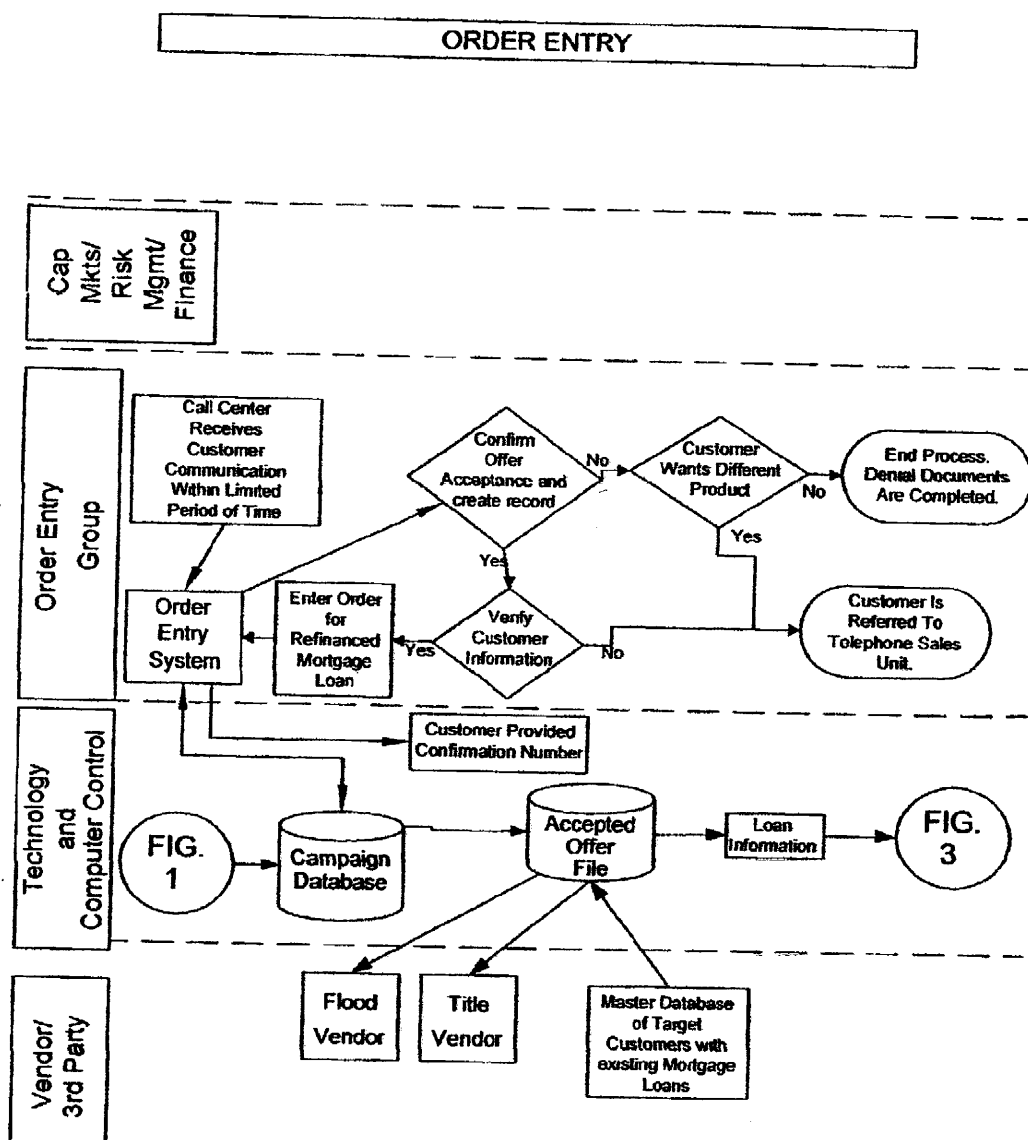 ORDER ENTRY
Cap
Mkts/
Risk
Mgmt/
Finance
Order Entry
Group
Call Center
Receives
Customer
Communication
Within Limited
Period of Time
Confirm
Offer
Acceptance and
create record
No
Customer
Wants Different
Product
No
End Process.
Denial Documents
Are Completed.
Yes
Yes
Order
Entry
System
Enter Order
for
Refinanced
Mortgage
Loan
Yes
Verify
Customer
Information
No
Customer Is
Referred To
Telephone Sales
Unit.
Technology
and
Computer Control
Customer Provided
Confirmation Number
FIG.
1
Campaign
Database
Accepted
Offer
File
Loan
Information
FIG.
3
Vendor/
3rd Party
Flood
Vendor
Title
Vendor
Master Database
of Target
Customers with
existing Mortgage
Loans